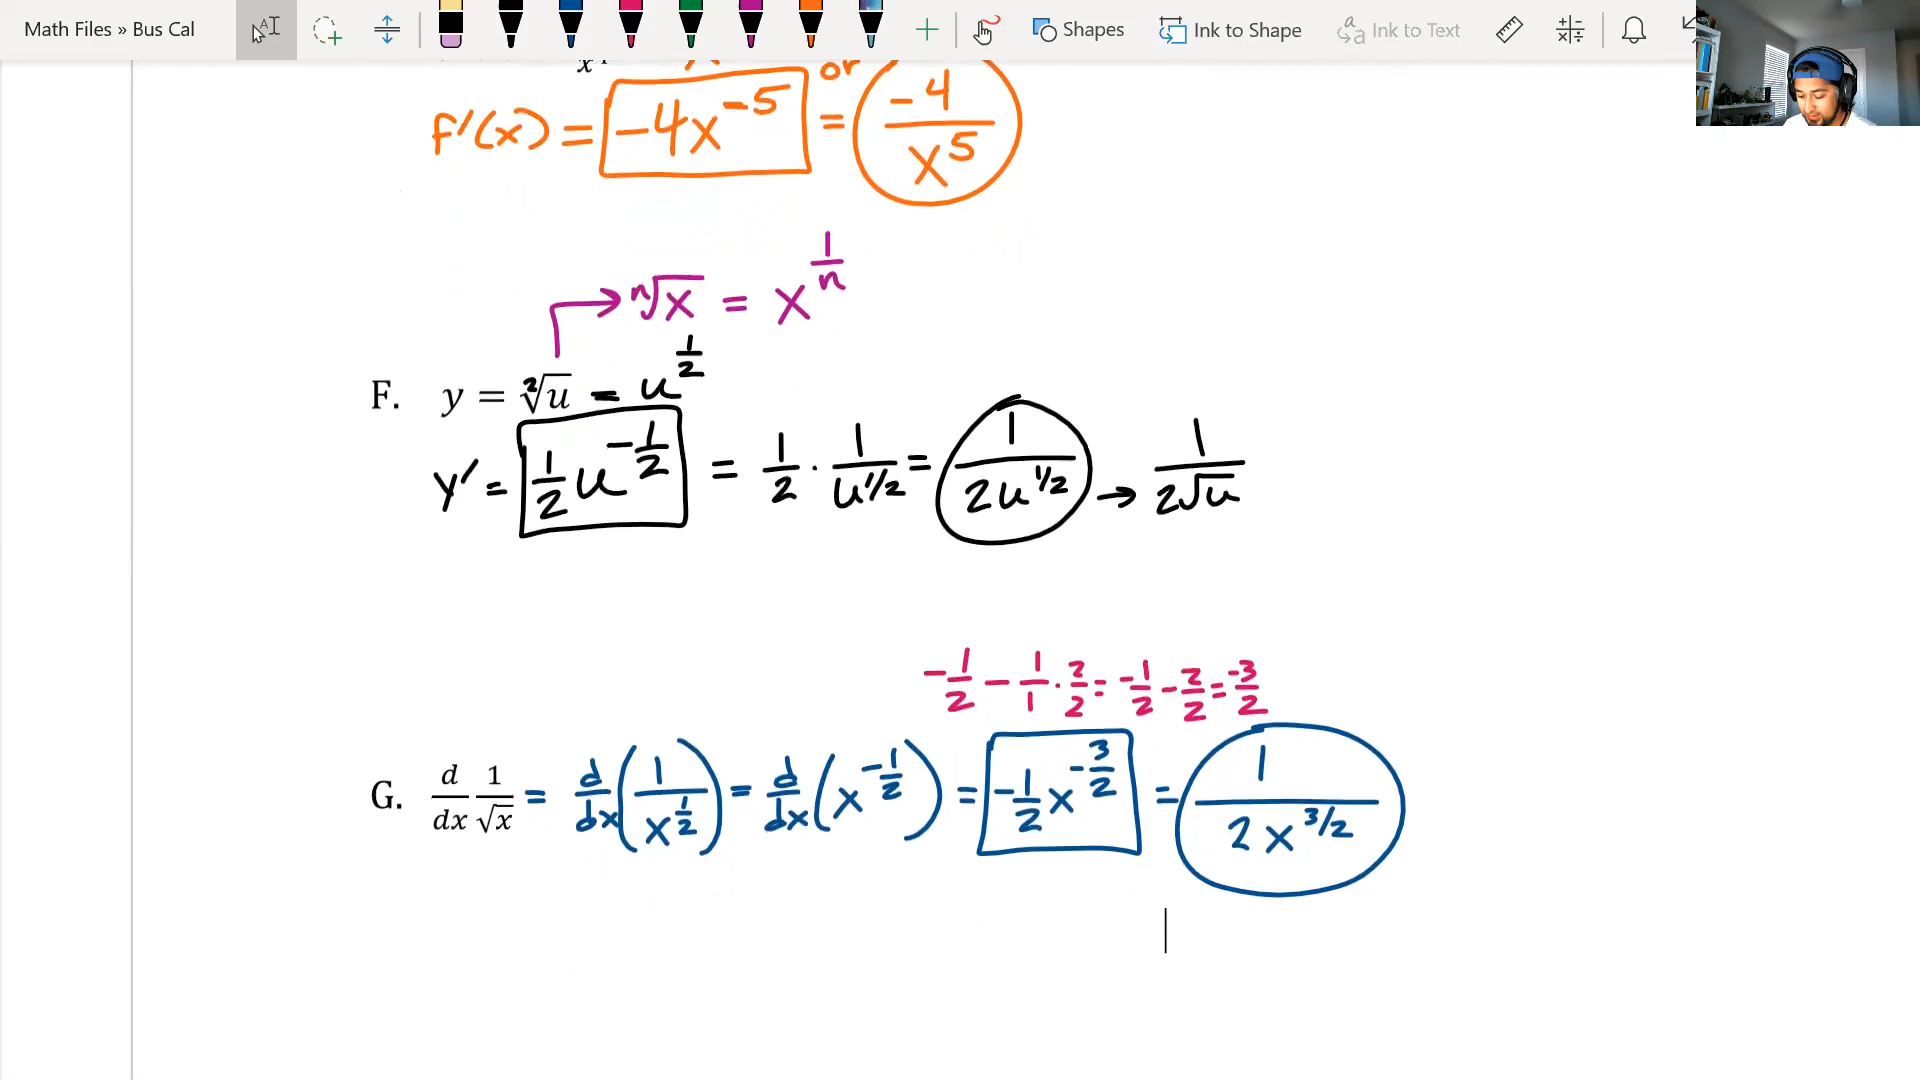 Math Files » Bus Cal
Shapes
Ink to Shape
Ink to Text
or
f'(x) = -4x^-5 = -4/x^5
ⁿ√x = x^(1/n)
F. y = ²√u = u^(1/2)
y' = 1/2 u^(-1/2) = 1/2 · 1/u^(1/2) = 1/(2u^(1/2)) → 1/(2√u)
-1/2 - 1/1 · 2/2 = -1/2 - 2/2 = -3/2
G. d/dx 1/√x = d/dx (1/x^(1/2)) = d/dx (x^(-1/2)) = -1/2 x^(-3/2) = 1/(2x^(3/2))